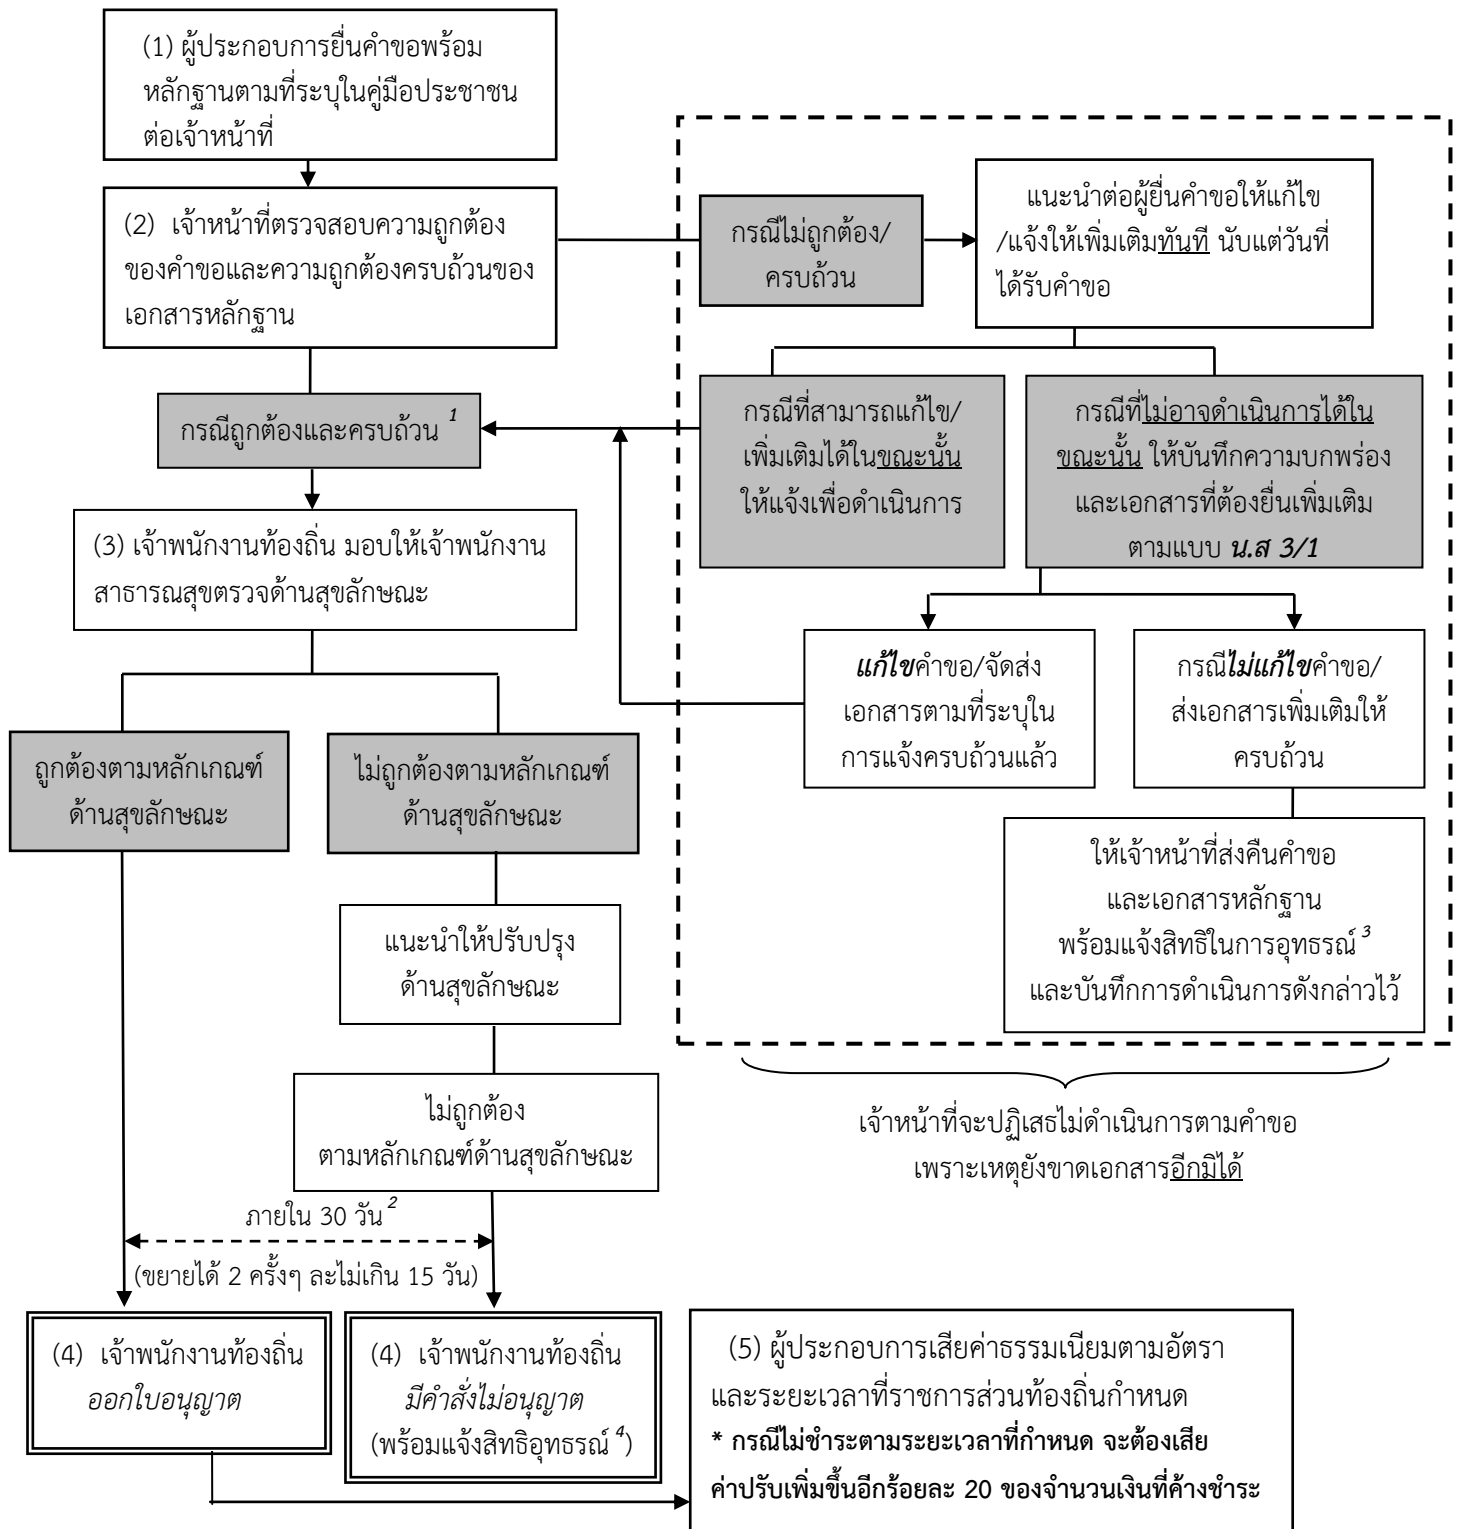 (1) ผู้ประกอบการยื่นคำขอพร้อม
หลักฐานตามที่ระบุในคู่มือประชาชน
ต่อเจ้าหน้าที่
(2) เจ้าหน้าที่ตรวจสอบความถูกต้อง
ของคำขอและความถูกต้องครบถ้วนของ
เอกสารหลักฐาน
กรณีไม่ถูกต้อง/
ครบถ้วน
แนะนำต่อผู้ยื่นคำขอให้แก้ไข
/แจ้งให้เพิ่มเติมทันที นับแต่วันที่
ได้รับคำขอ
กรณีถูกต้องและครบถ้วน 1
กรณีที่สามารถแก้ไข/
เพิ่มเติมได้ในขณะนั้น
ให้แจ้งเพื่อดำเนินการ
กรณีที่ไม่อาจดำเนินการได้ใน
ขณะนั้น ให้บันทึกความบกพร่อง
และเอกสารที่ต้องยื่นเพิ่มเติม
ตามแบบ น.ส 3/1
(3) เจ้าพนักงานท้องถิ่น มอบให้เจ้าพนักงาน
สาธารณสุขตรวจด้านสุขลักษณะ
แก้ไขคำขอ/จัดส่ง
เอกสารตามที่ระบุใน
การแจ้งครบถ้วนแล้ว
กรณีไม่แก้ไขคำขอ/
ส่งเอกสารเพิ่มเติมให้
ครบถ้วน
ถูกต้องตามหลักเกณฑ์
ด้านสุขลักษณะ
ไม่ถูกต้องตามหลักเกณฑ์
ด้านสุขลักษณะ
ให้เจ้าหน้าที่ส่งคืนคำขอ
และเอกสารหลักฐาน
พร้อมแจ้งสิทธิในการอุทธรณ์ 3
และบันทึกการดำเนินการดังกล่าวไว้
แนะนำให้ปรับปรุง
ด้านสุขลักษณะ
ไม่ถูกต้อง
ตามหลักเกณฑ์ด้านสุขลักษณะ
เจ้าหน้าที่จะปฏิเสธไม่ดำเนินการตามคำขอ
เพราะเหตุยังขาดเอกสารอีกมิได้
ภายใน 30 วัน 2
(ขยายได้ 2 ครั้งๆ ละไม่เกิน 15 วัน)
(4) เจ้าพนักงานท้องถิ่น
ออกใบอนุญาต
(4) เจ้าพนักงานท้องถิ่น
มีคำสั่งไม่อนุญาต
(พร้อมแจ้งสิทธิอุทธรณ์ 4)
(5) ผู้ประกอบการเสียค่าธรรมเนียมตามอัตรา
และระยะเวลาที่ราชการส่วนท้องถิ่นกำหนด
* กรณีไม่ชำระตามระยะเวลาที่กำหนด จะต้องเสีย
ค่าปรับเพิ่มขึ้นอีกร้อยละ 20 ของจำนวนเงินที่ค้างชำระ